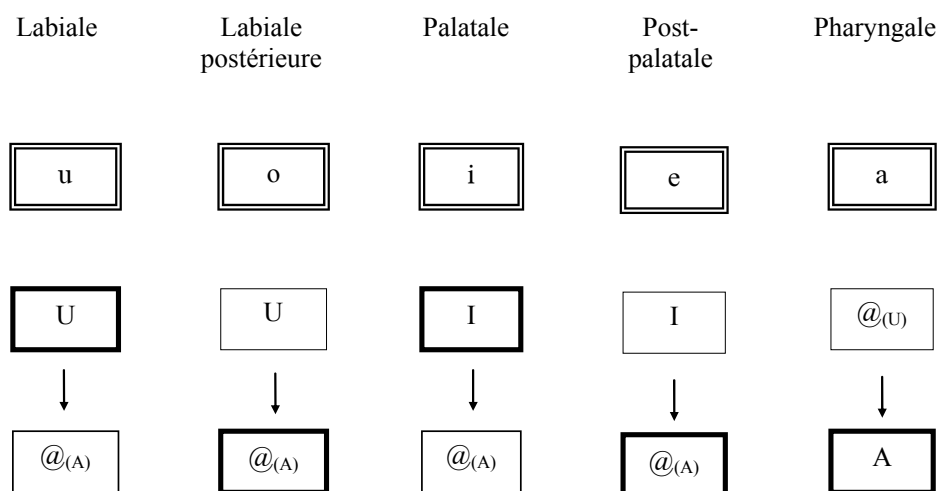 Labiale Labiale Palatale Post- Pharyngale
postérieure palatale
u o i e a
U U I I @(U)
@(A) @(A) @(A) @(A) A